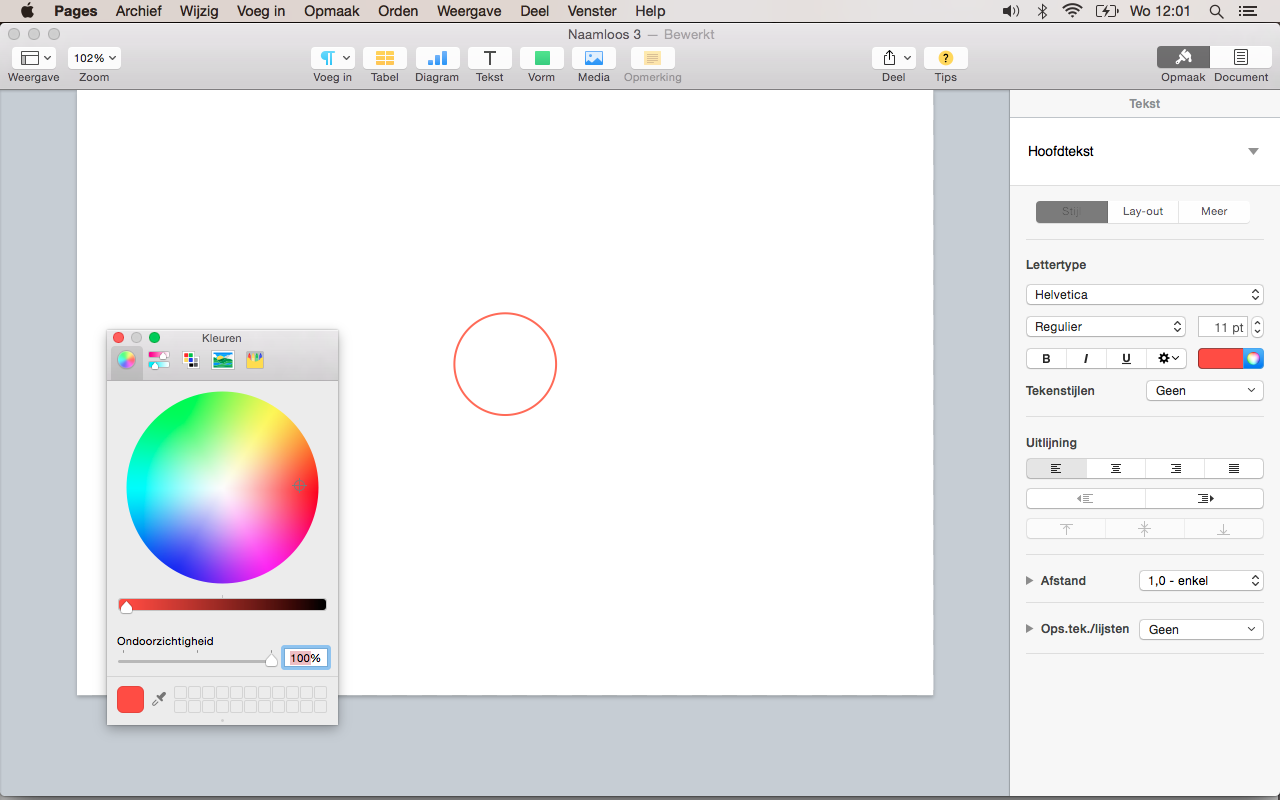 Pages Archief Wijzig Voeg in Opmaak Orden Weergave Deel Venster Help Wo 12:01
Naamloos 3 — Bewerkt
102%
Weergave Zoom Voeg in Tabel Diagram Tekst Vorm Media Opmerking Deel Tips Opmaak Document
Tekst
Hoofdtekst
Stijl Lay-out Meer
Lettertype
Helvetica
Regulier 11 pt
B I U
Tekenstijlen Geen
Uitlijning
Afstand 1,0 - enkel
Ops.tek./lijsten Geen
Kleuren
Ondoorzichtigheid
100%